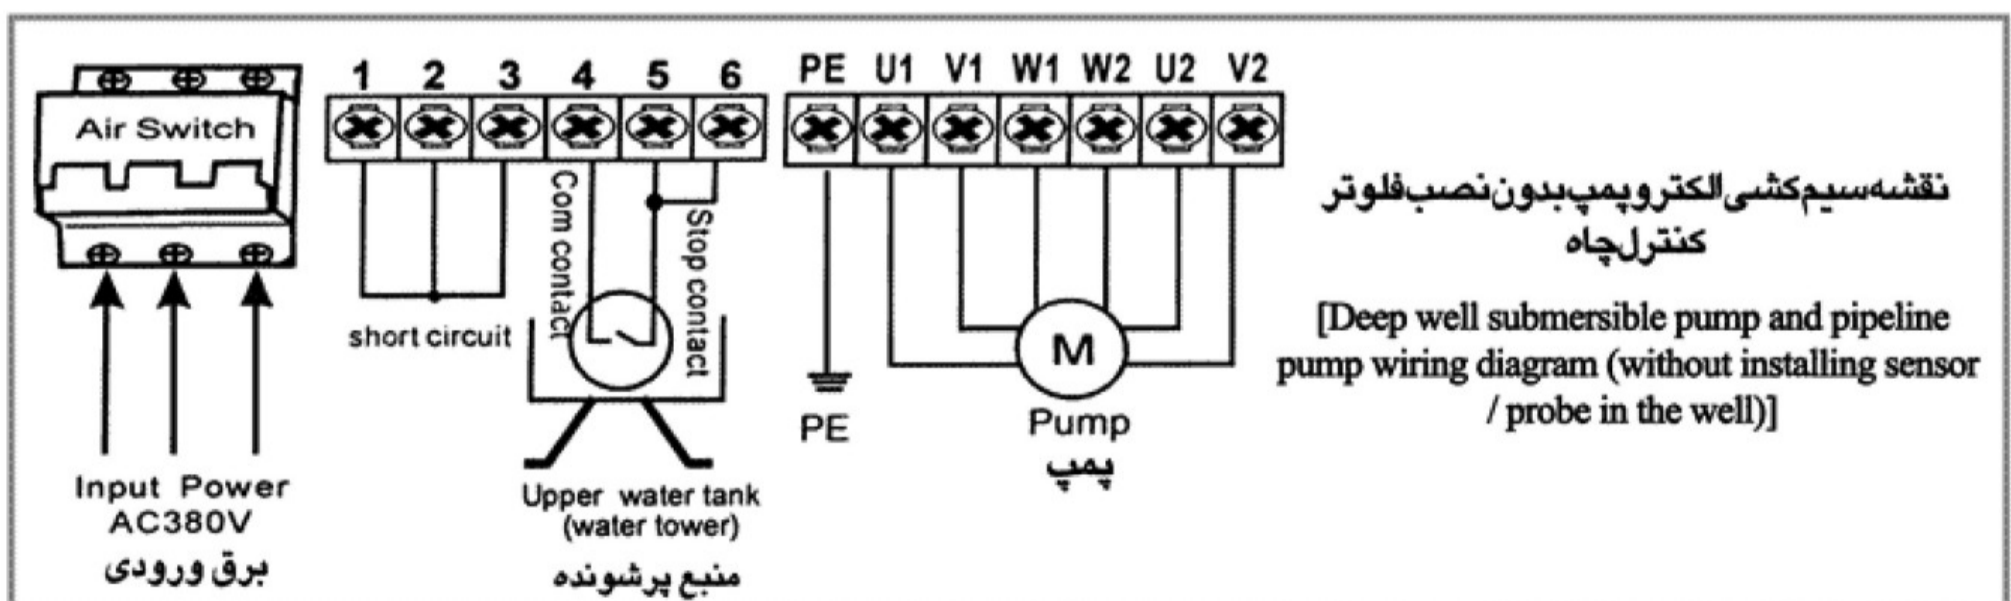 Air Switch
Input Power
AC380V
برق ورودی
1 2 3 4 5 6
short circuit
Com contact
Stop contact
Upper water tank
(water tower)
منبع پرشونده
PE U1 V1 W1 W2 U2 V2
PE
M
Pump
پمپ
نقشه سیم کشی الکتروپمپ بدون نصب فلوتر
کنترل چاه
[Deep well submersible pump and pipeline
pump wiring diagram (without installing sensor
/ probe in the well)]